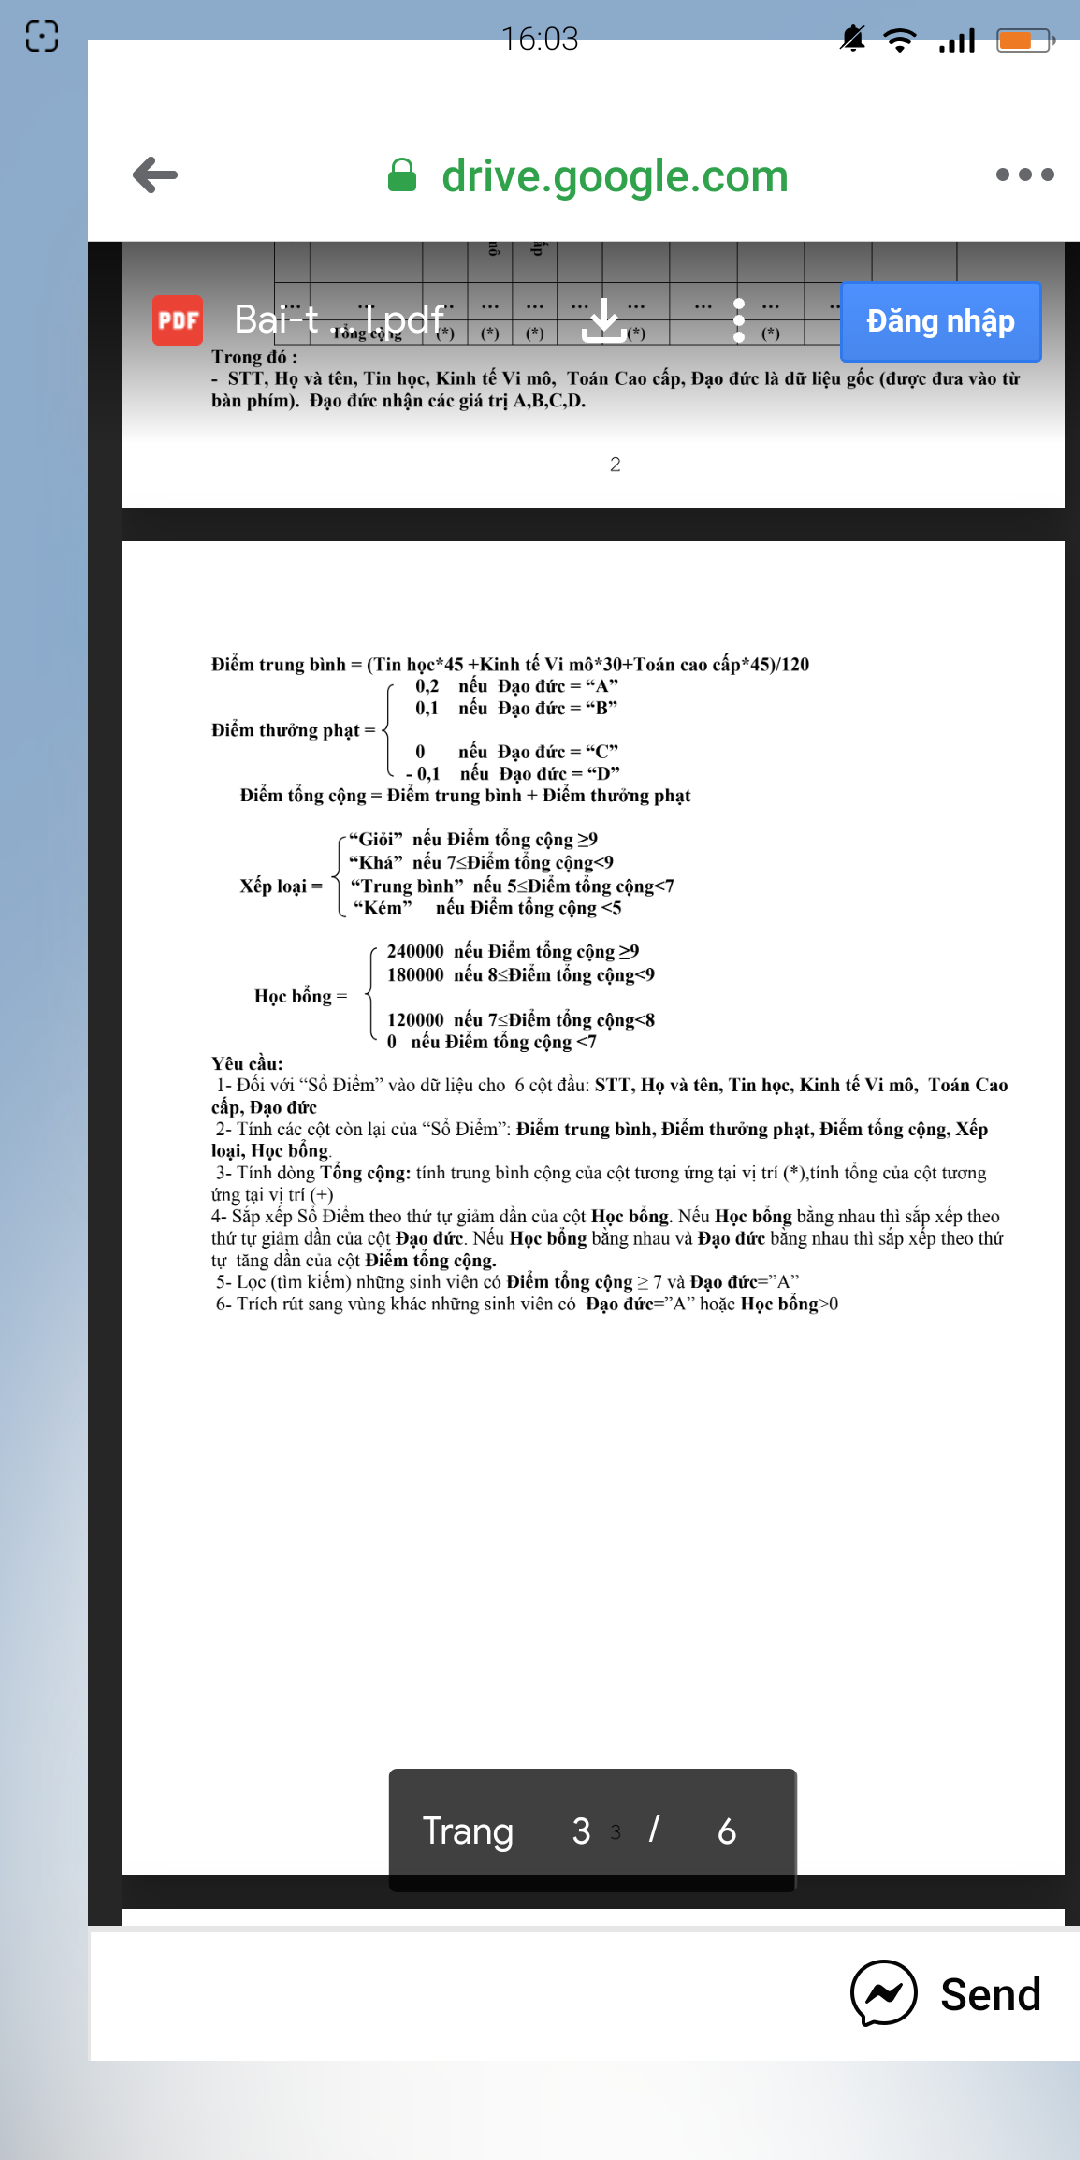 16:03
drive.google.com
... ... ... ... ... ... ... ... ...
PDF Bai-t ... I.pdf Đăng nhập
Tổng cộng (*) (*) (*) (*) (*)
Trong đó :
- STT, Họ và tên, Tin học, Kinh tế Vi mô, Toán Cao cấp, Đạo đức là dữ liệu gốc (được đưa vào từ
bàn phím). Đạo đức nhận các giá trị A,B,C,D.
2
Điểm trung bình = (Tin học*45 +Kinh tế Vi mô*30+Toán cao cấp*45)/120
0,2 nếu Đạo đức = “A”
0,1 nếu Đạo đức = “B”
Điểm thưởng phạt =
0 nếu Đạo đức = “C”
- 0,1 nếu Đạo đức = “D”
Điểm tổng cộng = Điểm trung bình + Điểm thưởng phạt
“Giỏi” nếu Điểm tổng cộng ≥9
“Khá” nếu 7≤Điểm tổng cộng<9
Xếp loại = “Trung bình” nếu 5≤Điểm tổng cộng<7
“Kém” nếu Điểm tổng cộng <5
240000 nếu Điểm tổng cộng ≥9
180000 nếu 8≤Điểm tổng cộng<9
Học bổng =
120000 nếu 7≤Điểm tổng cộng<8
0 nếu Điểm tổng cộng <7
Yêu cầu:
1- Đối với “Sổ Điểm” vào dữ liệu cho 6 cột đầu: STT, Họ và tên, Tin học, Kinh tế Vi mô, Toán Cao
cấp, Đạo đức
2- Tính các cột còn lại của “Sổ Điểm”: Điểm trung bình, Điểm thưởng phạt, Điểm tổng cộng, Xếp
loại, Học bổng.
3- Tính dòng Tổng cộng: tính trung bình cộng của cột tương ứng tại vị trí (*),tính tổng của cột tương
ứng tại vị trí (+)
4- Sắp xếp Sổ Điểm theo thứ tự giảm dần của cột Học bổng. Nếu Học bổng bằng nhau thì sắp xếp theo
thứ tự giảm dần của cột Đạo đức. Nếu Học bổng bằng nhau và Đạo đức bằng nhau thì sắp xếp theo thứ
tự tăng dần của cột Điểm tổng cộng.
5- Lọc (tìm kiếm) những sinh viên có Điểm tổng cộng ≥ 7 và Đạo đức=”A”
6- Trích rút sang vùng khác những sinh viên có Đạo đức=”A” hoặc Học bổng>0
Trang 3 3 / 6
Send